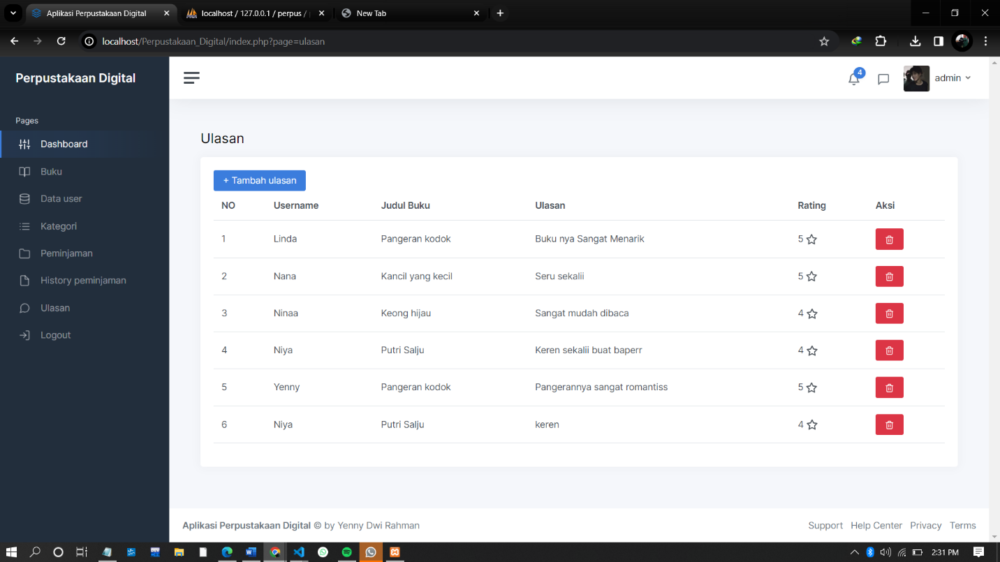 Aplikasi Perpustakaan Digital
localhost / 127.0.0.1 / perpus /
New Tab
localhost/Perpustakaan_Digital/index.php?page=ulasan
Perpustakaan Digital
4
admin
Pages
Dashboard
Buku
Data user
Kategori
Peminjaman
History peminjaman
Ulasan
Logout
Ulasan
+ Tambah ulasan
NO Username Judul Buku Ulasan Rating Aksi
1 Linda Pangeran kodok Buku nya Sangat Menarik 5
2 Nana Kancil yang kecil Seru sekalii 5
3 Ninaa Keong hijau Sangat mudah dibaca 4
4 Niya Putri Salju Keren sekalii buat baperr 4
5 Yenny Pangeran kodok Pangerannya sangat romantiss 5
6 Niya Putri Salju keren 4
Aplikasi Perpustakaan Digital © by Yenny Dwi Rahman
Support Help Center Privacy Terms
2:31 PM